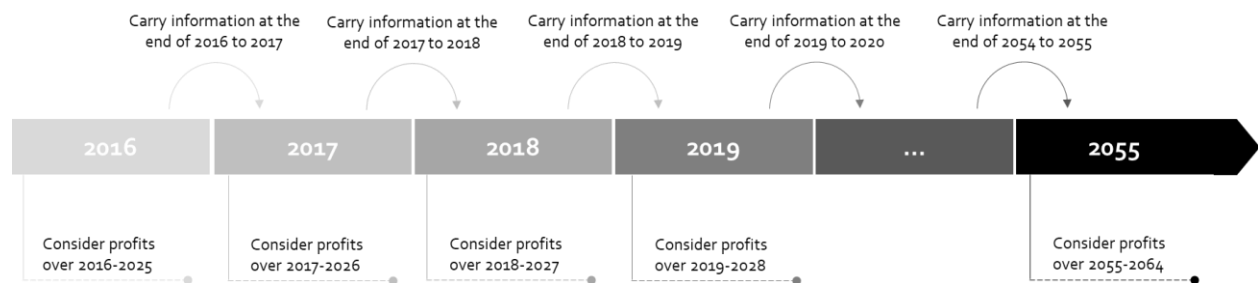 Carry information at the
end of 2016 to 2017
Carry information at the
end of 2017 to 2018
Carry information at the
end of 2018 to 2019
Carry information at the
end of 2019 to 2020
Carry information at the
end of 2054 to 2055
2016
2017
2018
2019
...
2055
Consider profits
over 2016-2025
Consider profits
over 2017-2026
Consider profits
over 2018-2027
Consider profits
over 2019-2028
Consider profits
over 2055-2064